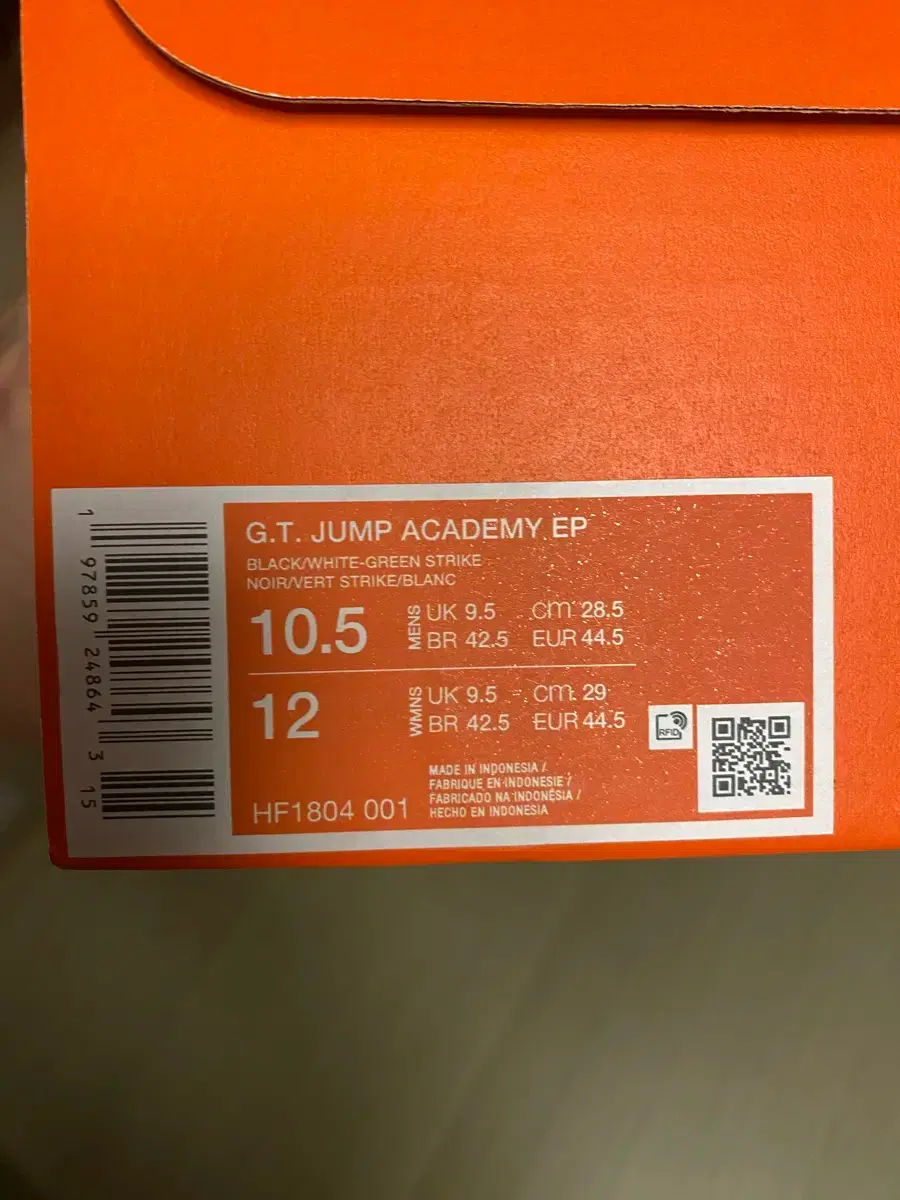 G.T. JUMP ACADEMY EP
BLACK/WHITE-GREEN STRIKE
NOIR/VERT STRIKE/BLANC
10.5 MENS UK 9.5 cm 28.5
BR 42.5 EUR 44.5
12 WMNS UK 9.5 cm 29
BR 42.5 EUR 44.5
RFID
MADE IN INDONESIA /
FABRIQUE EN INDONESIE /
FABRICADO NA INDONÉSIA /
HECHO EN INDONESIA
HF1804 001
1 97859 24864 3 15